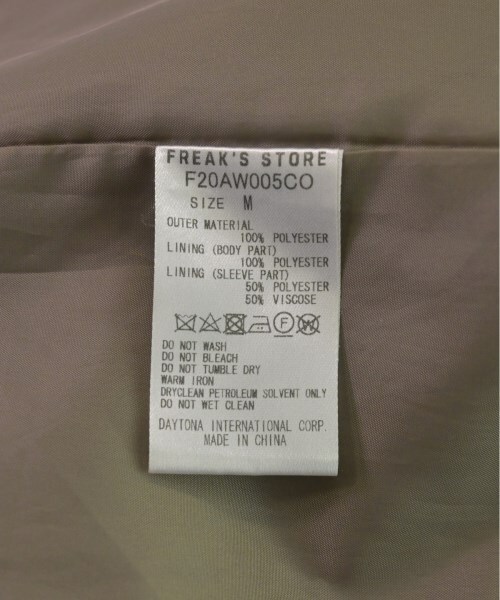 FREAK'S STORE
F20AW005CO
SIZE M
OUTER MATERIAL
100% POLYESTER
LINING (BODY PART)
100% POLYESTER
LINING (SLEEVE PART)
50% POLYESTER
50% VISCOSE
F W
DO NOT WASH
DO NOT BLEACH
DO NOT TUMBLE DRY
WARM IRON
DRYCLEAN PETROLEUM SOLVENT ONLY
DO NOT WET CLEAN
DAYTONA INTERNATIONAL CORP.
MADE IN CHINA